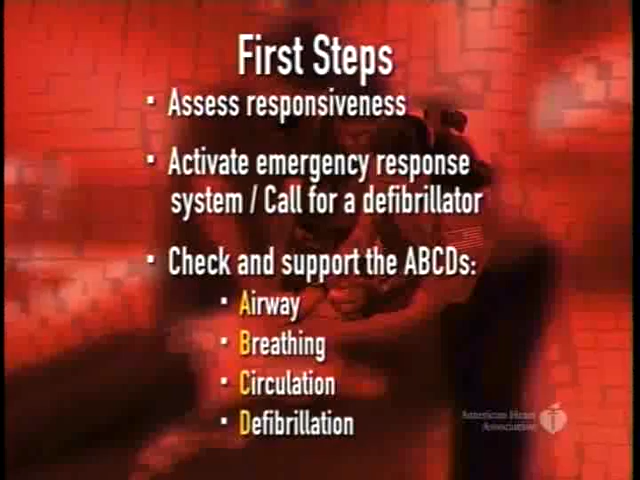 First Steps
· Assess responsiveness
· Activate emergency response
system / Call for a defibrillator
· Check and support the ABCDs:
· Airway
· Breathing
· Circulation
· Defibrillation
American Heart
Association